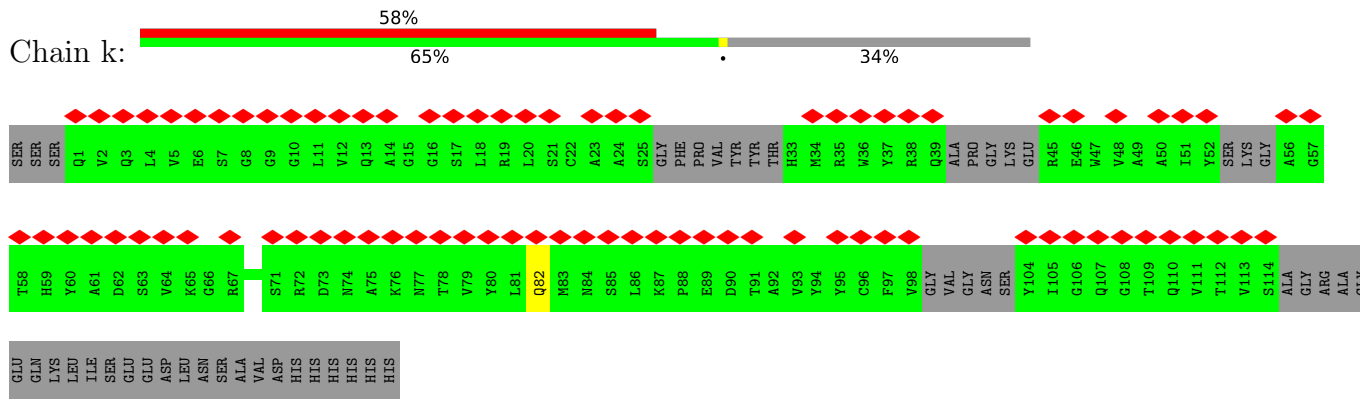 58%
Chain k:
65% • 34%
SER SER SER Q1 V2 Q3 L4 V5 E6 S7 G8 G9 G10 L11 V12 Q13 A14 G15 G16 S17 L18 R19 L20 S21 C22 A23 A24 S25 GLY PHE PRO VAL TYR TYR THR H33 M34 R35 W36 Y37 R38 Q39 ALA PRO GLY LYS GLU R45 E46 W47 V48 A49 A50 I51 Y52 SER LYS GLY A56 G57
T58 H59 Y60 A61 D62 S63 V64 K65 G66 R67 S71 R72 D73 N74 A75 K76 N77 T78 V79 Y80 L81 Q82 M83 N84 S85 L86 K87 P88 E89 D90 T91 A92 V93 Y94 Y95 C96 F97 V98 GLY VAL GLY ASN SER Y104 I105 G106 Q107 G108 T109 Q110 V111 T112 V113 S114 ALA GLY ARG ALA GLY
GLU GLN LYS LEU ILE SER GLU GLU ASP LEU ASN SER ALA VAL ASP HIS HIS HIS HIS HIS HIS